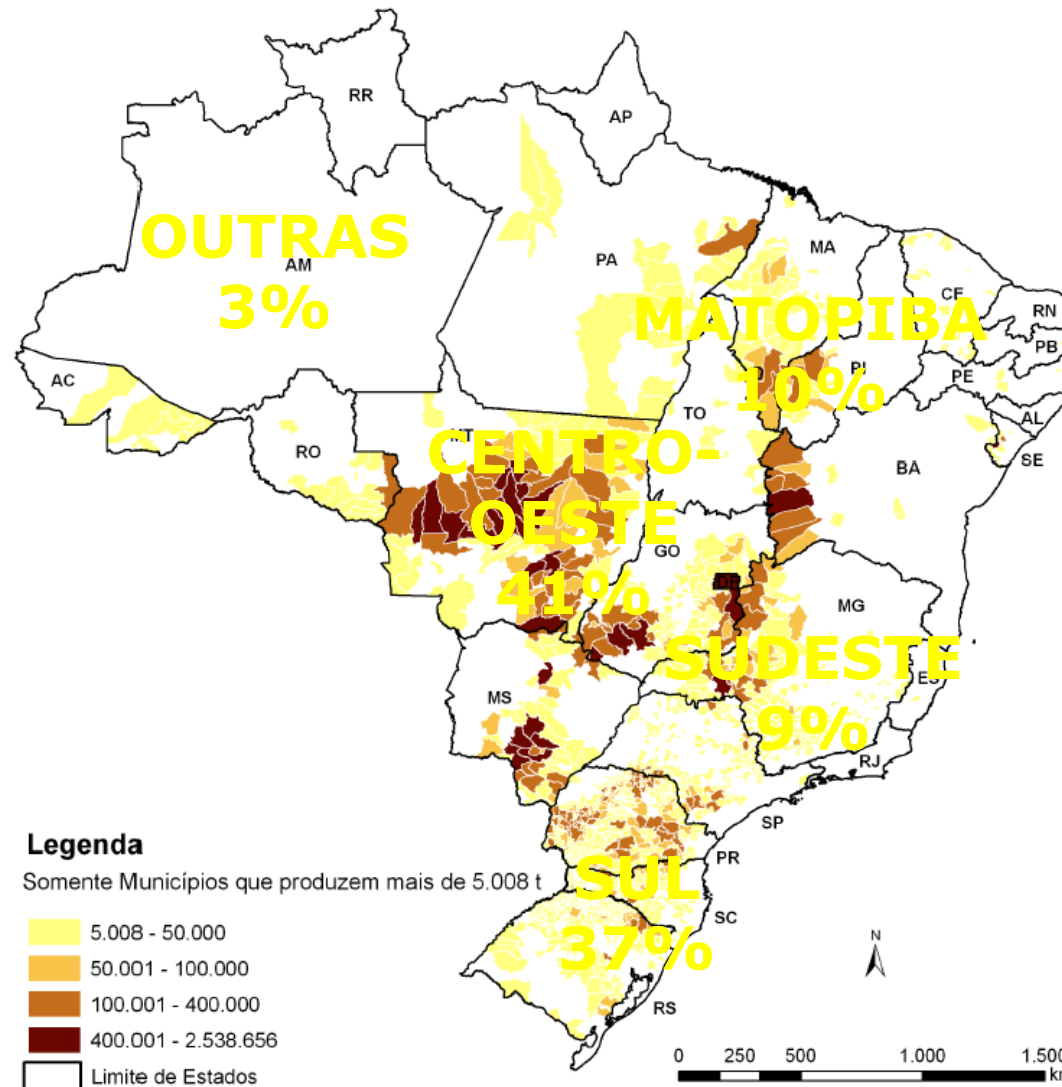 RR
AP
OUTRAS
AM
3%
PA
MA
CE
RN
PB
MATOPIBA
PI
PE
10%
AC
TO
AL
SE
RO
MT
CENTRO-
BA
OESTE
GO
41%
DF
MG
SUDESTE
ES
MS
9%
RJ
SP
PR
SUL
SC
37%
RS
N
Legenda
Somente Municípios que produzem mais de 5.008 t
5.008 - 50.000
50.001 - 100.000
100.001 - 400.000
400.001 - 2.538.656
Limite de Estados
0 250 500 1.000 1.500